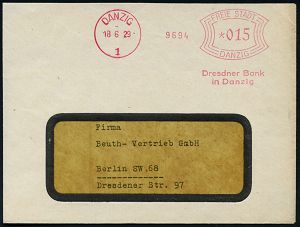 DANZIG
18 6 29
1
9694
FREIE STADT
*015
DANZIG
Dresdner Bank
in Danzig
Firma
Beuth- Vertrieb GmbH
Berlin SW,68
Dresdener Str. 97